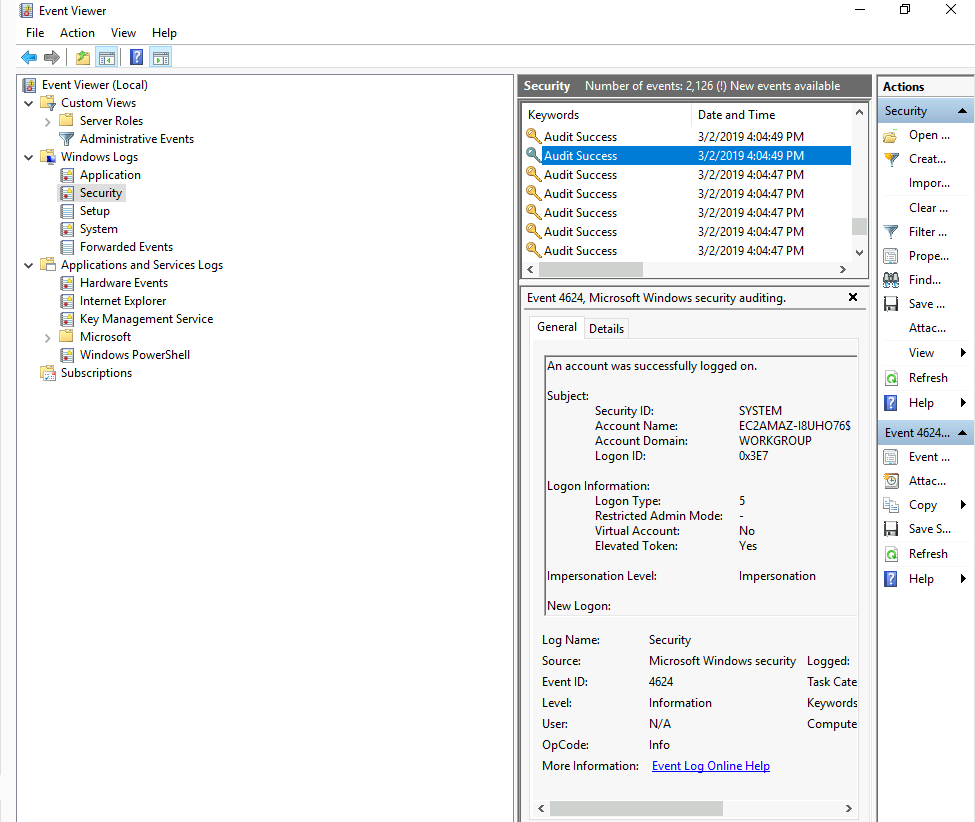 Event Viewer
File Action View Help
Event Viewer (Local)
Custom Views
Server Roles
Administrative Events
Windows Logs
Application
Security
Setup
System
Forwarded Events
Applications and Services Logs
Hardware Events
Internet Explorer
Key Management Service
Microsoft
Windows PowerShell
Subscriptions
Security Number of events: 2,126 (!) New events available
Keywords Date and Time
Audit Success 3/2/2019 4:04:49 PM
Audit Success 3/2/2019 4:04:49 PM
Audit Success 3/2/2019 4:04:47 PM
Audit Success 3/2/2019 4:04:47 PM
Audit Success 3/2/2019 4:04:47 PM
Audit Success 3/2/2019 4:04:47 PM
Audit Success 3/2/2019 4:04:47 PM
Event 4624, Microsoft Windows security auditing.
General Details
An account was successfully logged on.
Subject:
Security ID: SYSTEM
Account Name: EC2AMAZ-I8UHO76$
Account Domain: WORKGROUP
Logon ID: 0x3E7
Logon Information:
Logon Type: 5
Restricted Admin Mode: -
Virtual Account: No
Elevated Token: Yes
Impersonation Level: Impersonation
New Logon:
Log Name: Security
Source: Microsoft Windows security Logged:
Event ID: 4624 Task Cate
Level: Information Keywords
User: N/A Compute
OpCode: Info
More Information: Event Log Online Help
Actions
Security
Open ...
Creat...
Impor...
Clear ...
Filter ...
Prope...
Find...
Save ...
Attac...
View
Refresh
Help
Event 4624...
Event ...
Attac...
Copy
Save S...
Refresh
Help